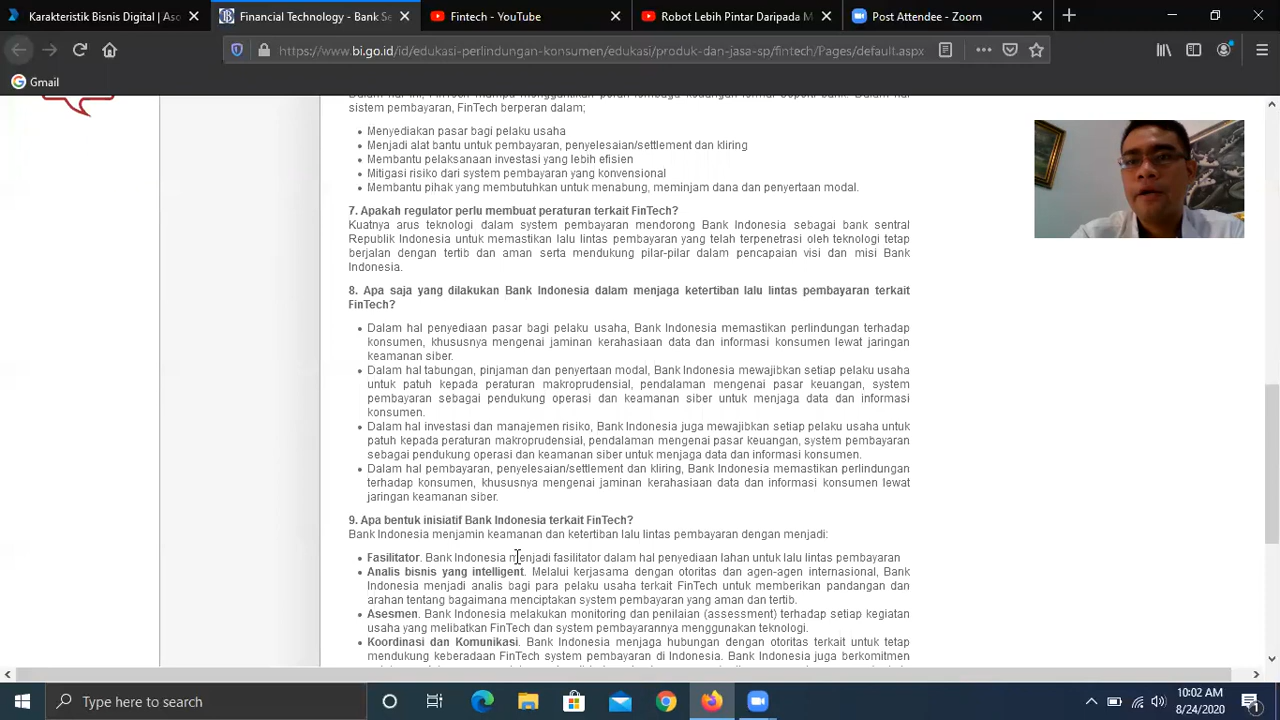 Karakteristik Bisnis Digital | Aso
Financial Technology - Bank Se
Fintech - YouTube
Robot Lebih Pintar Daripada M
Post Attendee - Zoom
https://www.bi.go.id/id/edukasi-perlindungan-konsumen/edukasi/produk-dan-jasa-sp/fintech/Pages/default.aspx
Gmail
Dalam hal ini, FinTech mampu menggantikan peran lembaga keuangan formal seperti bank. Dalam hal
sistem pembayaran, FinTech berperan dalam;
Menyediakan pasar bagi pelaku usaha
Menjadi alat bantu untuk pembayaran, penyelesaian/settlement dan kliring
Membantu pelaksanaan investasi yang lebih efisien
Mitigasi risiko dari system pembayaran yang konvensional
Membantu pihak yang membutuhkan untuk menabung, meminjam dana dan penyertaan modal.
7. Apakah regulator perlu membuat peraturan terkait FinTech?
Kuatnya arus teknologi dalam system pembayaran mendorong Bank Indonesia sebagai bank sentral
Republik Indonesia untuk memastikan lalu lintas pembayaran yang telah terpenetrasi oleh teknologi tetap
berjalan dengan tertib dan aman serta mendukung pilar-pilar dalam pencapaian visi dan misi Bank
Indonesia.
8. Apa saja yang dilakukan Bank Indonesia dalam menjaga ketertiban lalu lintas pembayaran terkait
FinTech?
Dalam hal penyediaan pasar bagi pelaku usaha, Bank Indonesia memastikan perlindungan terhadap
konsumen, khususnya mengenai jaminan kerahasiaan data dan informasi konsumen lewat jaringan
keamanan siber.
Dalam hal tabungan, pinjaman dan penyertaan modal, Bank Indonesia mewajibkan setiap pelaku usaha
untuk patuh kepada peraturan makroprudensial, pendalaman mengenai pasar keuangan, system
pembayaran sebagai pendukung operasi dan keamanan siber untuk menjaga data dan informasi
konsumen.
Dalam hal investasi dan manajemen risiko, Bank Indonesia juga mewajibkan setiap pelaku usaha untuk
patuh kepada peraturan makroprudensial, pendalaman mengenai pasar keuangan, system pembayaran
sebagai pendukung operasi dan keamanan siber untuk menjaga data dan informasi konsumen.
Dalam hal pembayaran, penyelesaian/settlement dan kliring, Bank Indonesia memastikan perlindungan
terhadap konsumen, khususnya mengenai jaminan kerahasiaan data dan informasi konsumen lewat
jaringan keamanan siber.
9. Apa bentuk inisiatif Bank Indonesia terkait FinTech?
Bank Indonesia menjamin keamanan dan ketertiban lalu lintas pembayaran dengan menjadi:
Fasilitator. Bank Indonesia menjadi fasilitator dalam hal penyediaan lahan untuk lalu lintas pembayaran
Analis bisnis yang intelligent. Melalui kerjasama dengan otoritas dan agen-agen internasional, Bank
Indonesia menjadi analis bagi para pelaku usaha terkait FinTech untuk memberikan pandangan dan
arahan tentang bagaimana menciptakan system pembayaran yang aman dan tertib.
Asesmen. Bank Indonesia melakukan monitoring dan penilaian (assessment) terhadap setiap kegiatan
usaha yang melibatkan FinTech dan system pembayarannya menggunakan teknologi.
Koordinasi dan Komunikasi. Bank Indonesia menjaga hubungan dengan otoritas terkait untuk tetap
mendukung keberadaan FinTech system pembayaran di Indonesia. Bank Indonesia juga berkomitmen
Type here to search
10:02 AM
8/24/2020
1